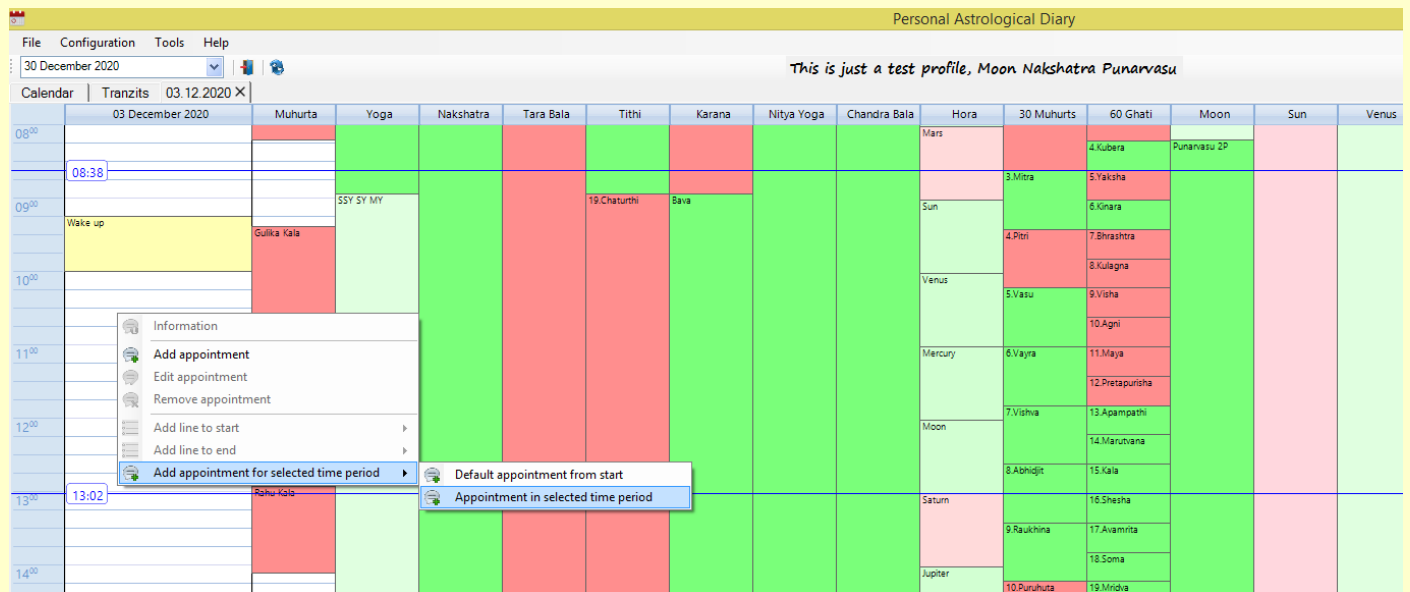 Personal Astrological Diary
File Configuration Tools Help
30 December 2020
This is just a test profile, Moon Nakshatra Punarvasu
Calendar Tranzits 03.12.2020 X
03 December 2020 Muhurta Yoga Nakshatra Tara Bala Tithi Karana Nitya Yoga Chandra Bala Hora 30 Muhurts 60 Ghati Moon Sun Venus
08 00 Mars
4.Kubera Punarvasu 2P
08:38 3.Mitra 5.Yaksha
SSY SY MY 19.Chaturthi Bava
09 00 Sun 6.Kinara
Wake up
Gulika Kala 4.Pitri 7.Bhrashtra
8.Kulagna
10 00 Venus
5.Vasu 9.Visha
Information 10.Agni
11 00 Add appointment Mercury 6.Vayra 11.Maya
Edit appointment 12.Pretapurisha
Remove appointment
7.Vishva 13.Apampathi
12 00 Add line to start Moon
14.Marutvana
Add line to end
Add appointment for selected time period Default appointment from start 8.Abhidjit 15.Kala
13:02 Rahu Kala Appointment in selected time period
13 00 Saturn 16.Shesha
9.Raukhina 17.Avamrita
18.Soma
14 00 Jupiter
10.Puruhuta 19.Mridva